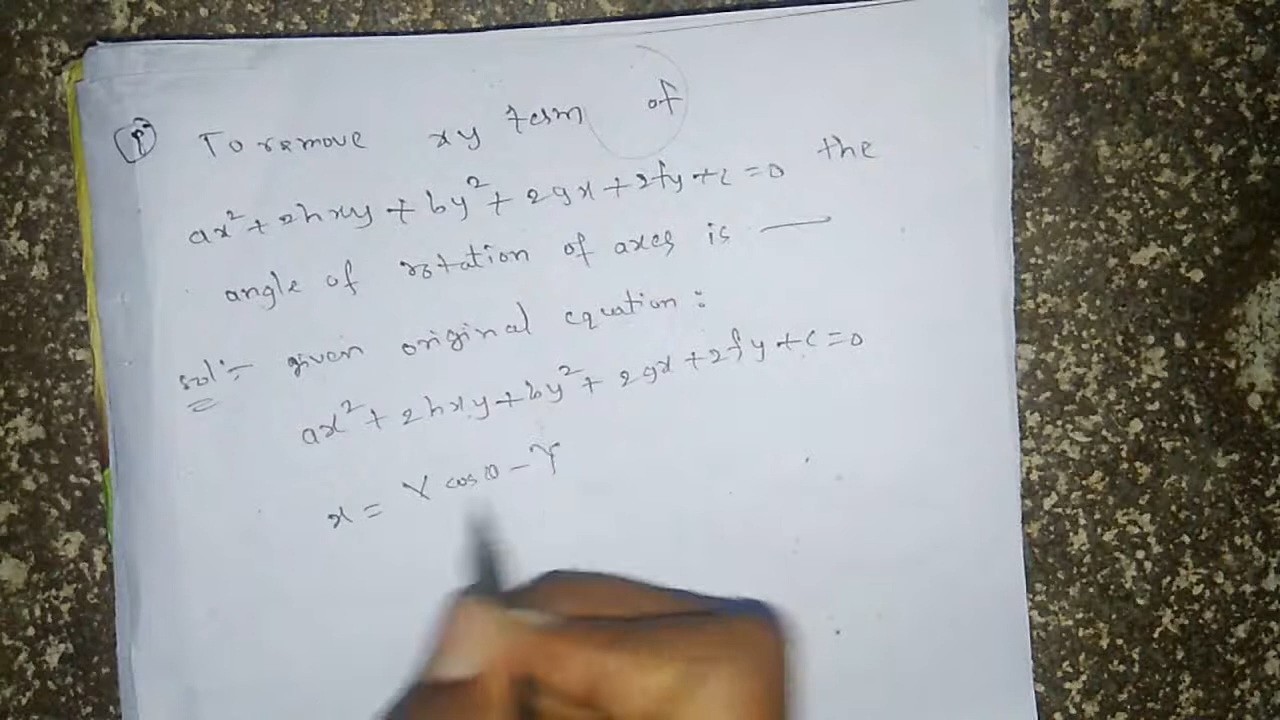 To remove xy term of
ax² + 2hxy + by² + 2gx + 2fy + c = 0 the
angle of rotation of axes is —
Sol:- given original equation:
ax² + 2hxy + by² + 2gx + 2fy + c = 0
x = X cos θ - Y